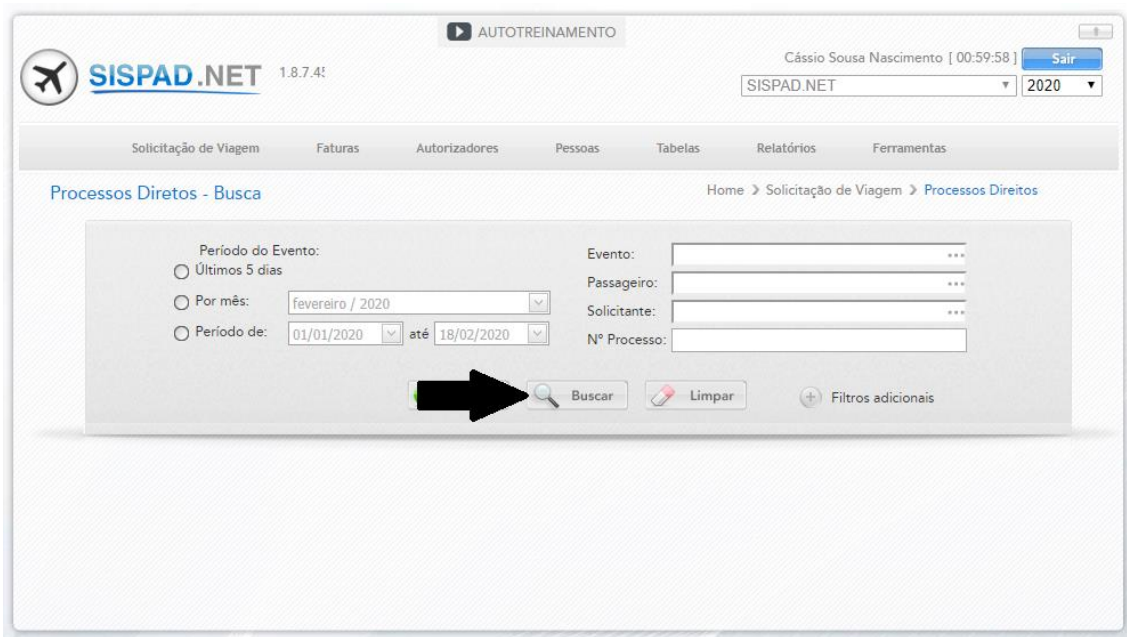 AUTOTREINAMENTO
Cássio Sousa Nascimento [ 00:59:58 ] Sair
SISPAD.NET 1.8.7.45
SISPAD.NET 2020
Solicitação de Viagem Faturas Autorizadores Pessoas Tabelas Relatórios Ferramentas
Processos Diretos - Busca Home > Solicitação de Viagem > Processos Direitos
Período do Evento: Evento:
Últimos 5 dias
Passageiro:
Por mês: fevereiro / 2020 Solicitante:
Período de: 01/01/2020 até 18/02/2020 Nº Processo:
Buscar Limpar Filtros adicionais